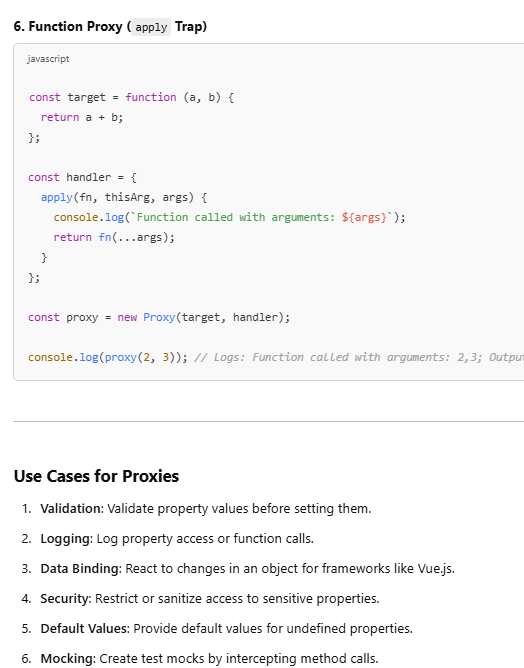 6. Function Proxy ( apply Trap)
javascript
const target = function (a, b) {
  return a + b;
};
const handler = {
  apply(fn, thisArg, args) {
    console.log(`Function called with arguments: ${args}`);
    return fn(...args);
  }
};
const proxy = new Proxy(target, handler);
console.log(proxy(2, 3)); // Logs: Function called with arguments: 2,3; Output
Use Cases for Proxies
1. Validation: Validate property values before setting them.
2. Logging: Log property access or function calls.
3. Data Binding: React to changes in an object for frameworks like Vue.js.
4. Security: Restrict or sanitize access to sensitive properties.
5. Default Values: Provide default values for undefined properties.
6. Mocking: Create test mocks by intercepting method calls.